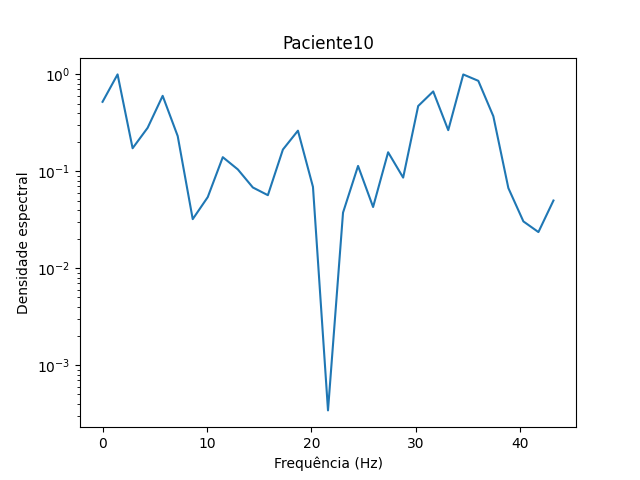 Paciente10
10⁰
10⁻¹
10⁻²
10⁻³
Densidade espectral
0 10 20 30 40
Frequência (Hz)